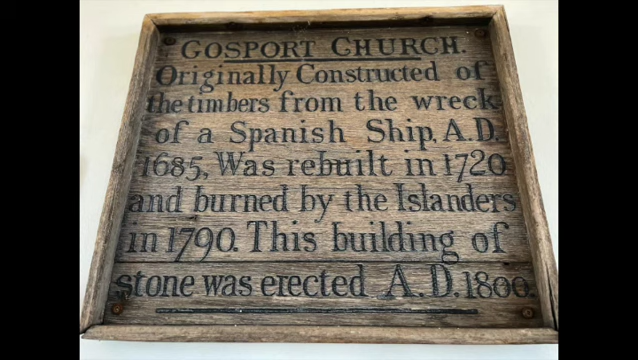 GOSPORT CHURCH.
Originally Constructed of
the timbers from the wreck
of a Spanish Ship, A.D.
1685, Was rebuilt in 1720
and burned by the Islanders
in 1790. This building of
stone was erected A.D. 1800.